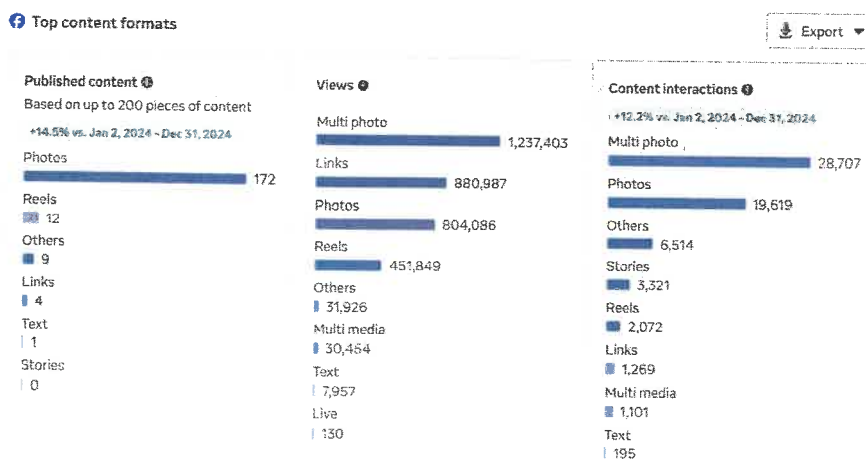 Top content formats
Export
Published content
Based on up to 200 pieces of content
+14.5% vs. Jan 2, 2024 - Dec 31, 2024
Photos
172
Reels
12
Others
9
Links
4
Text
1
Stories
0
Views
Multi photo
1,237,403
Links
880,987
Photos
804,086
Reels
451,849
Others
31,926
Multi media
30,454
Text
7,957
Live
130
Content interactions
+12.2% vs. Jan 2, 2024 - Dec 31, 2024
Multi photo
28,707
Photos
19,619
Others
6,514
Stories
3,321
Reels
2,072
Links
1,269
Multi media
1,101
Text
195